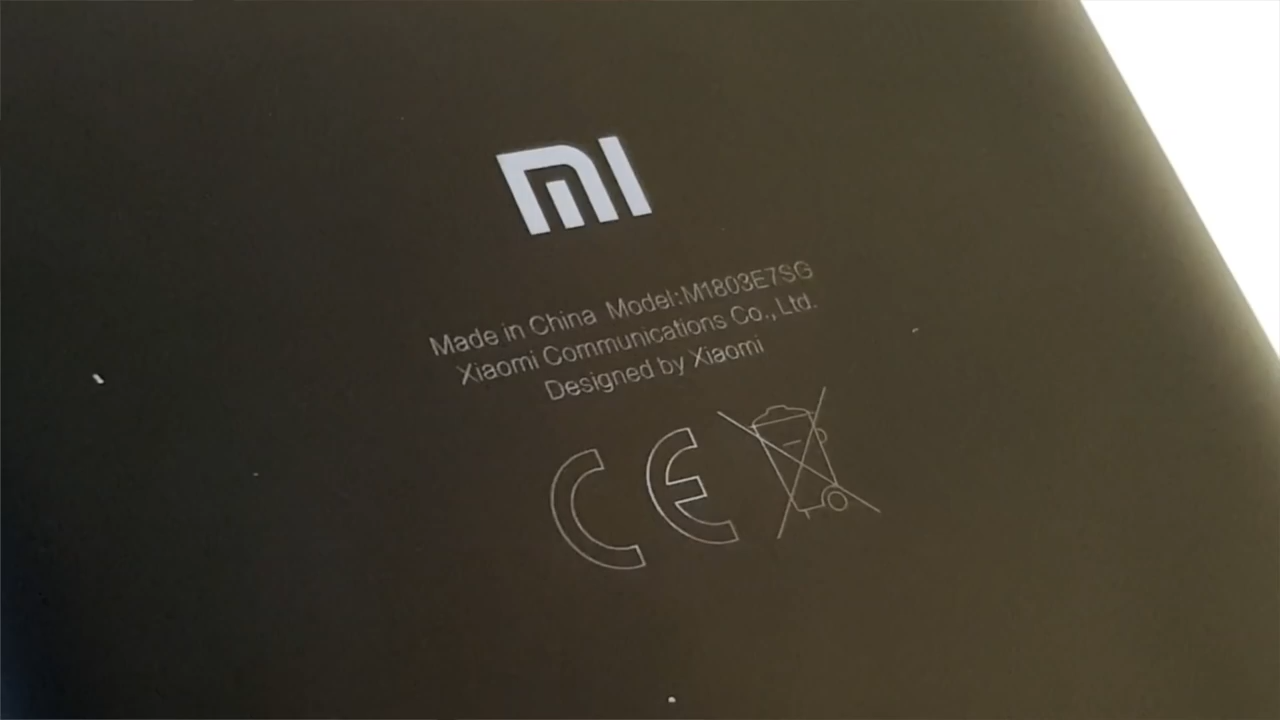 MI
Made in China Model:M1803E7SG
Xiaomi Communications Co., Ltd.
Designed by Xiaomi
CE